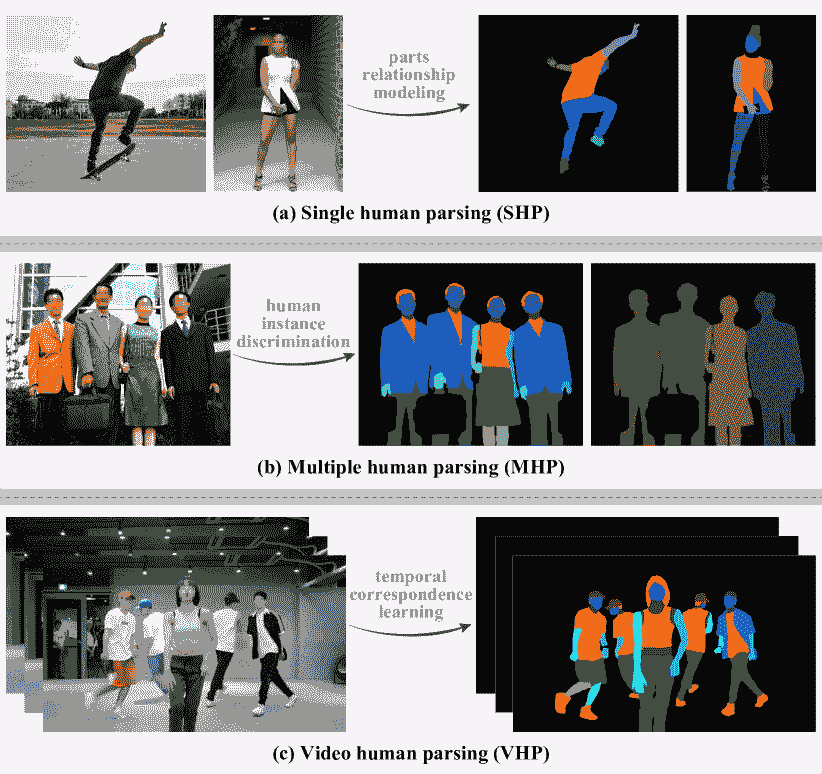 parts
relationship
modeling
(a) Single human parsing (SHP)
human
instance
discrimination
(b) Multiple human parsing (MHP)
temporal
correspondence
learning
(c) Video human parsing (VHP)